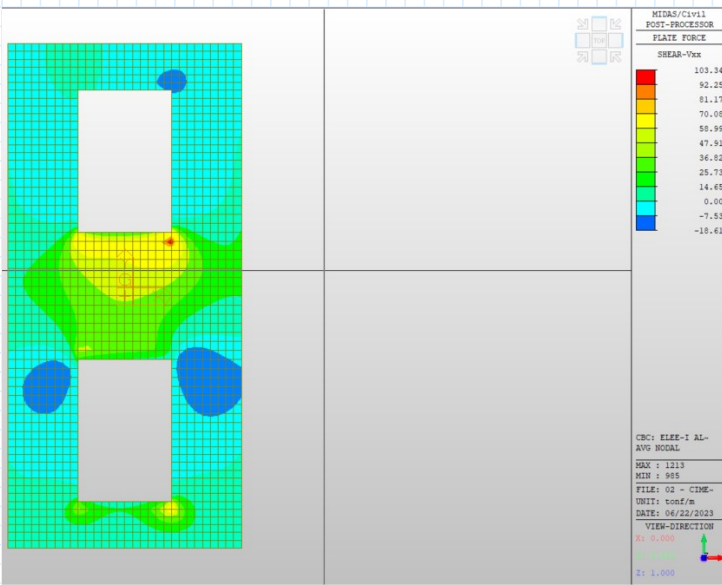 MIDAS/Civil
POST-PROCESSOR
PLATE FORCE
SHEAR-Vxx
103.34
92.25
81.17
70.08
58.99
47.91
36.82
25.73
14.65
0.00
-7.53
-18.61
CBC: ELEE-I AL-
AVG NODAL
MAX : 1213
MIN : 985
FILE: 02 - CIME~
UNIT: tonf/m
DATE: 06/22/2023
VIEW-DIRECTION
X: 0.000
Z: 1.000